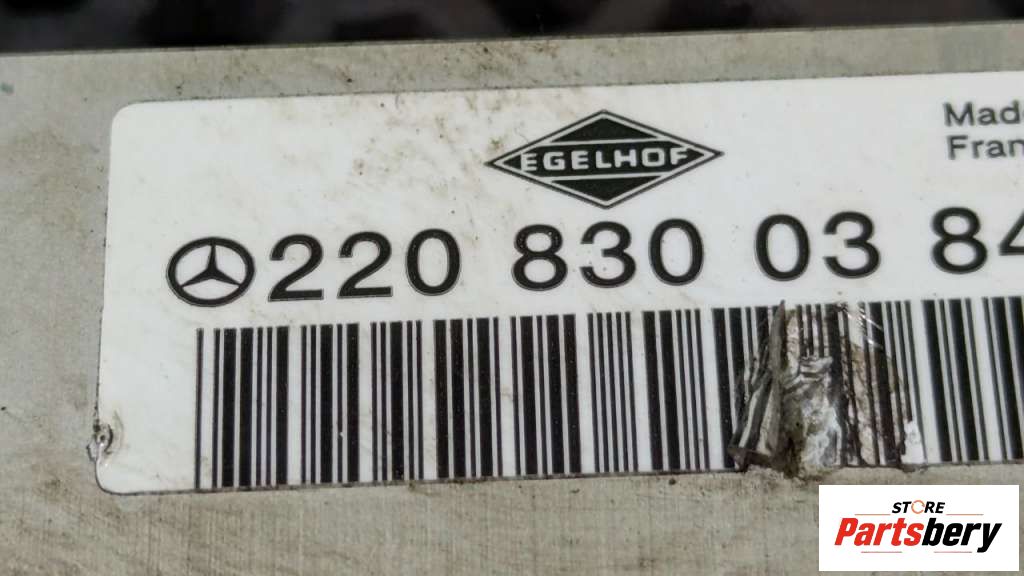 EGELHOF
Made
Fran
220 830 03 84
STORE
Partsbery